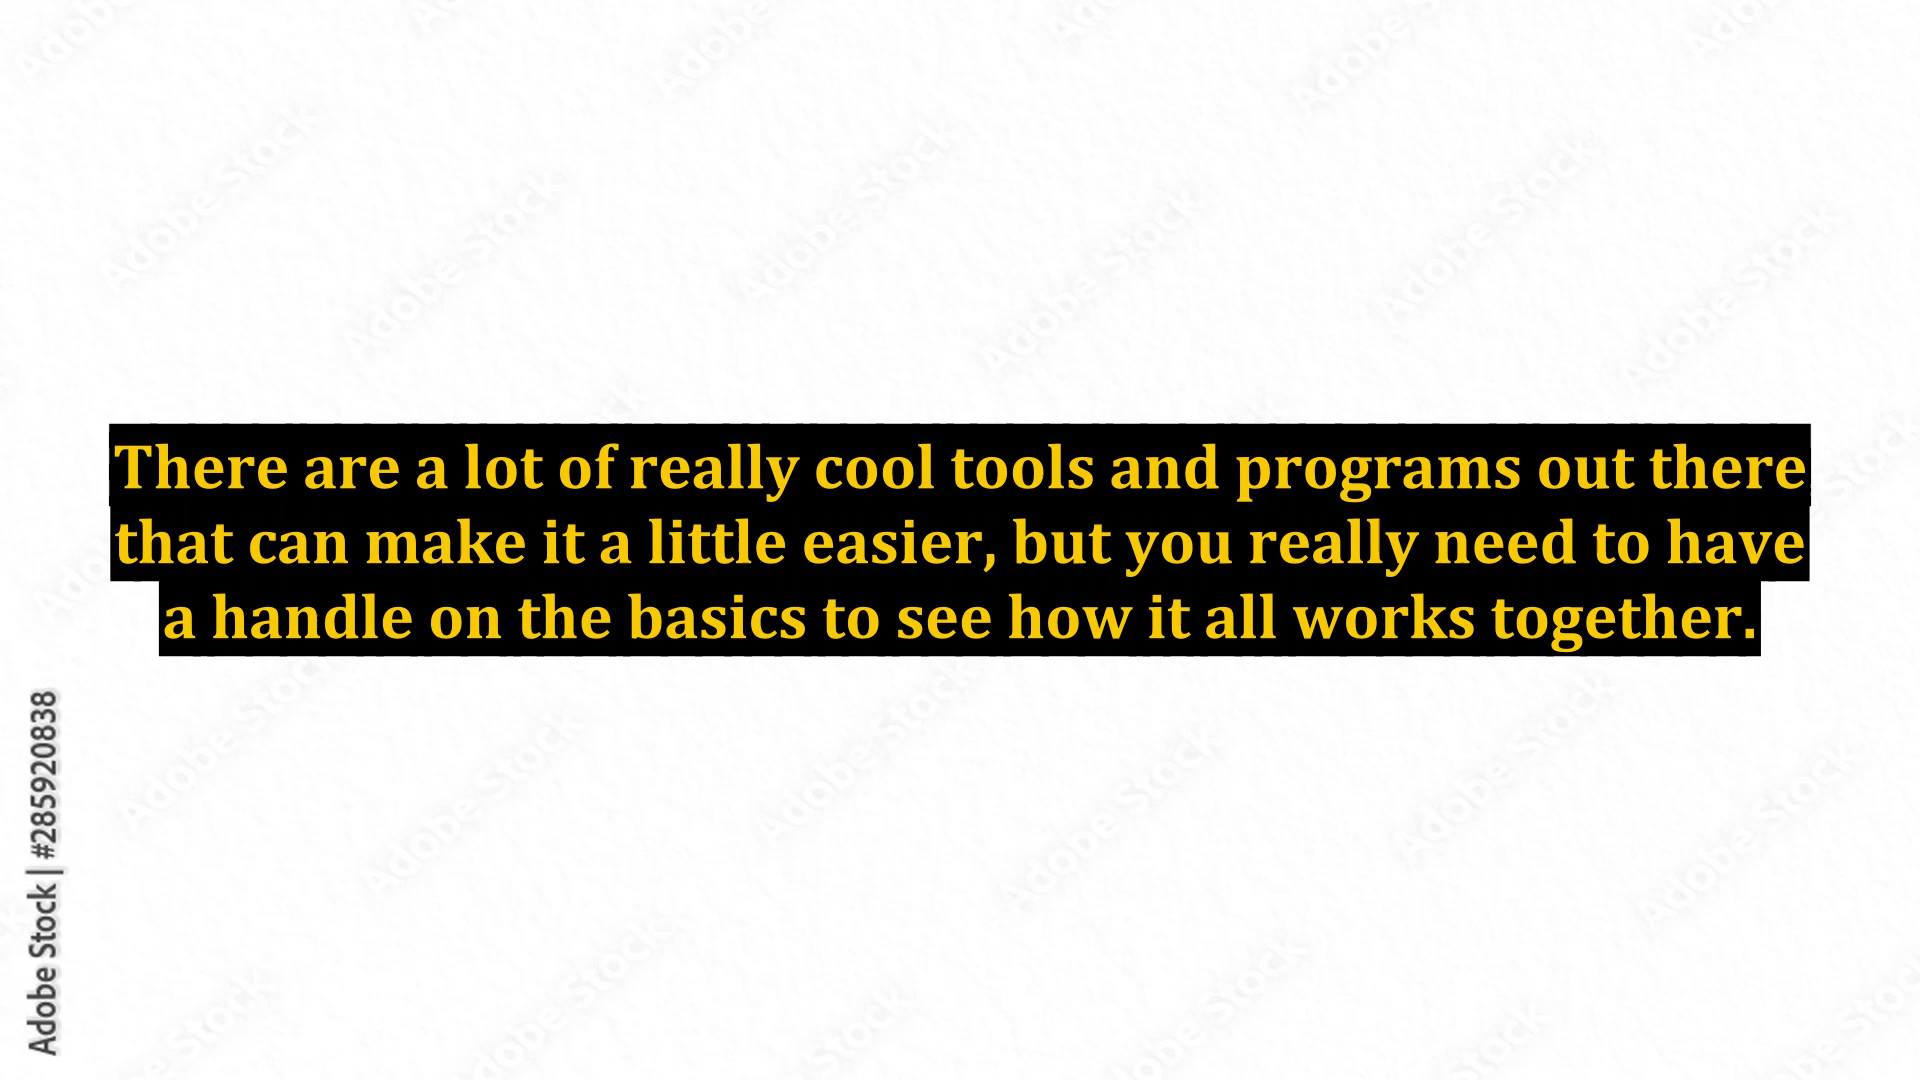 There are a lot of really cool tools and programs out there
that can make it a little easier, but you really need to have
a handle on the basics to see how it all works together.
Adobe Stock | #285920838